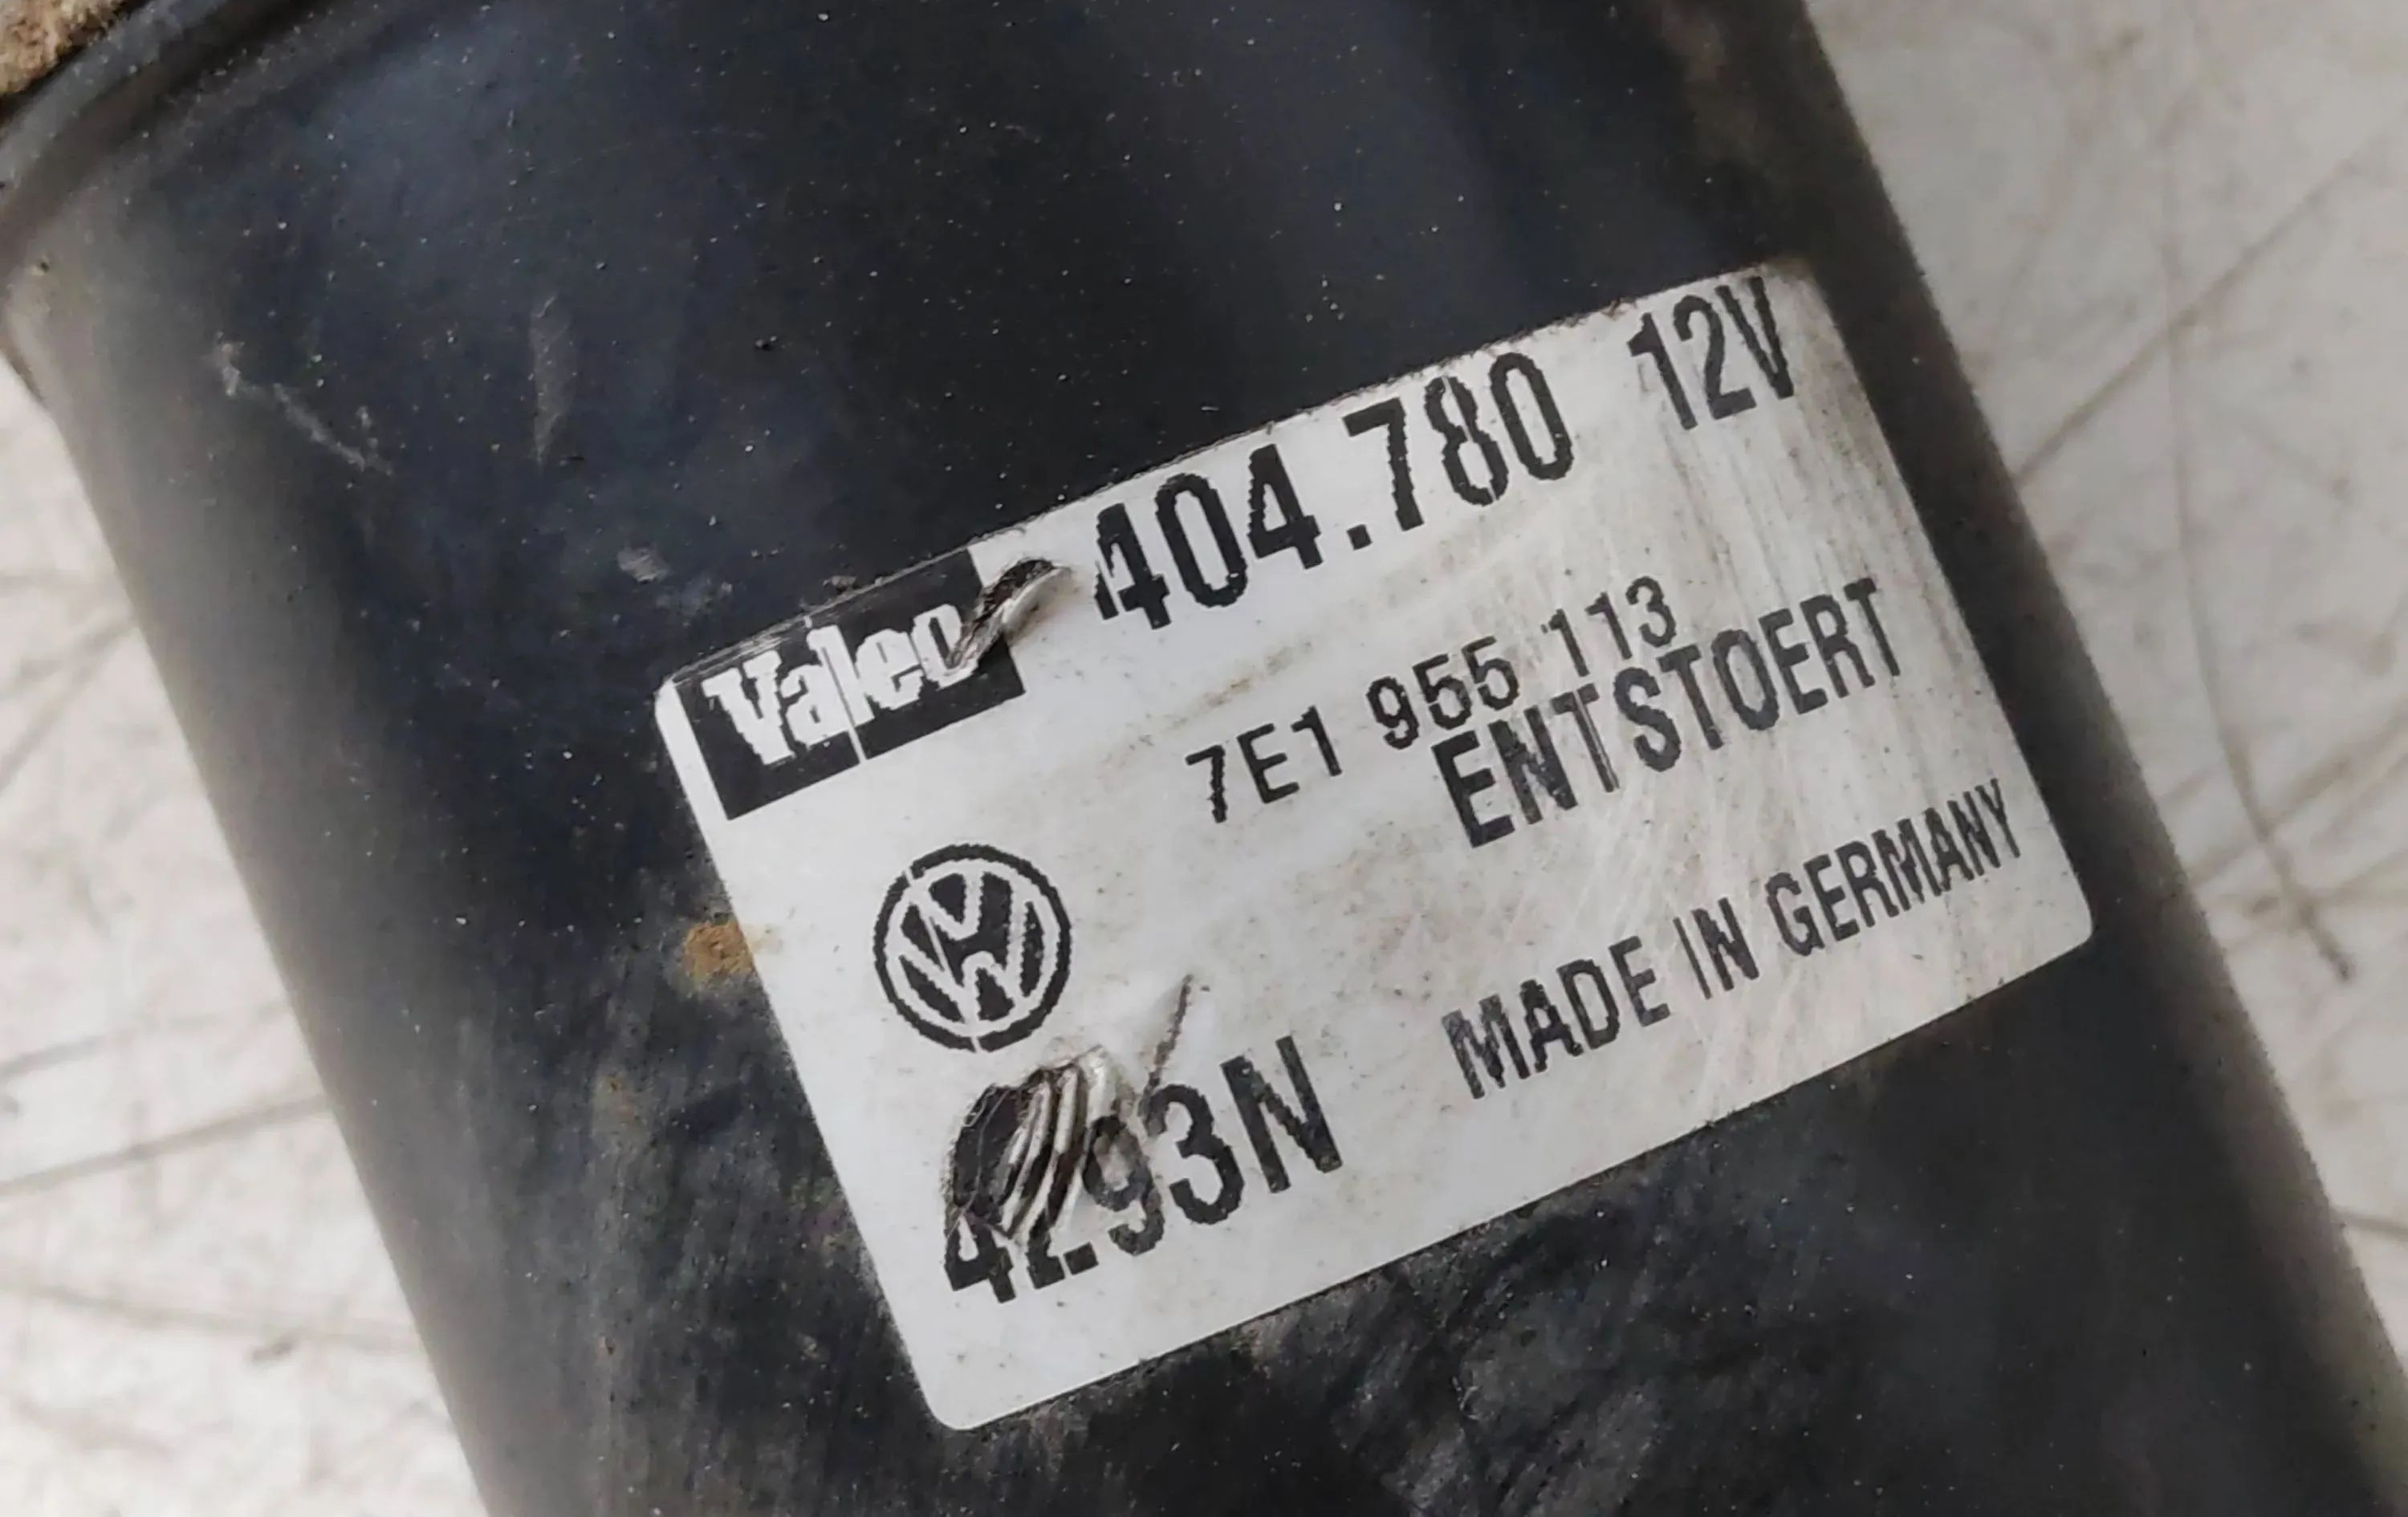 Valeo 404.780 12V
7E1 955 113
ENTSTOERT
4293N MADE IN GERMANY